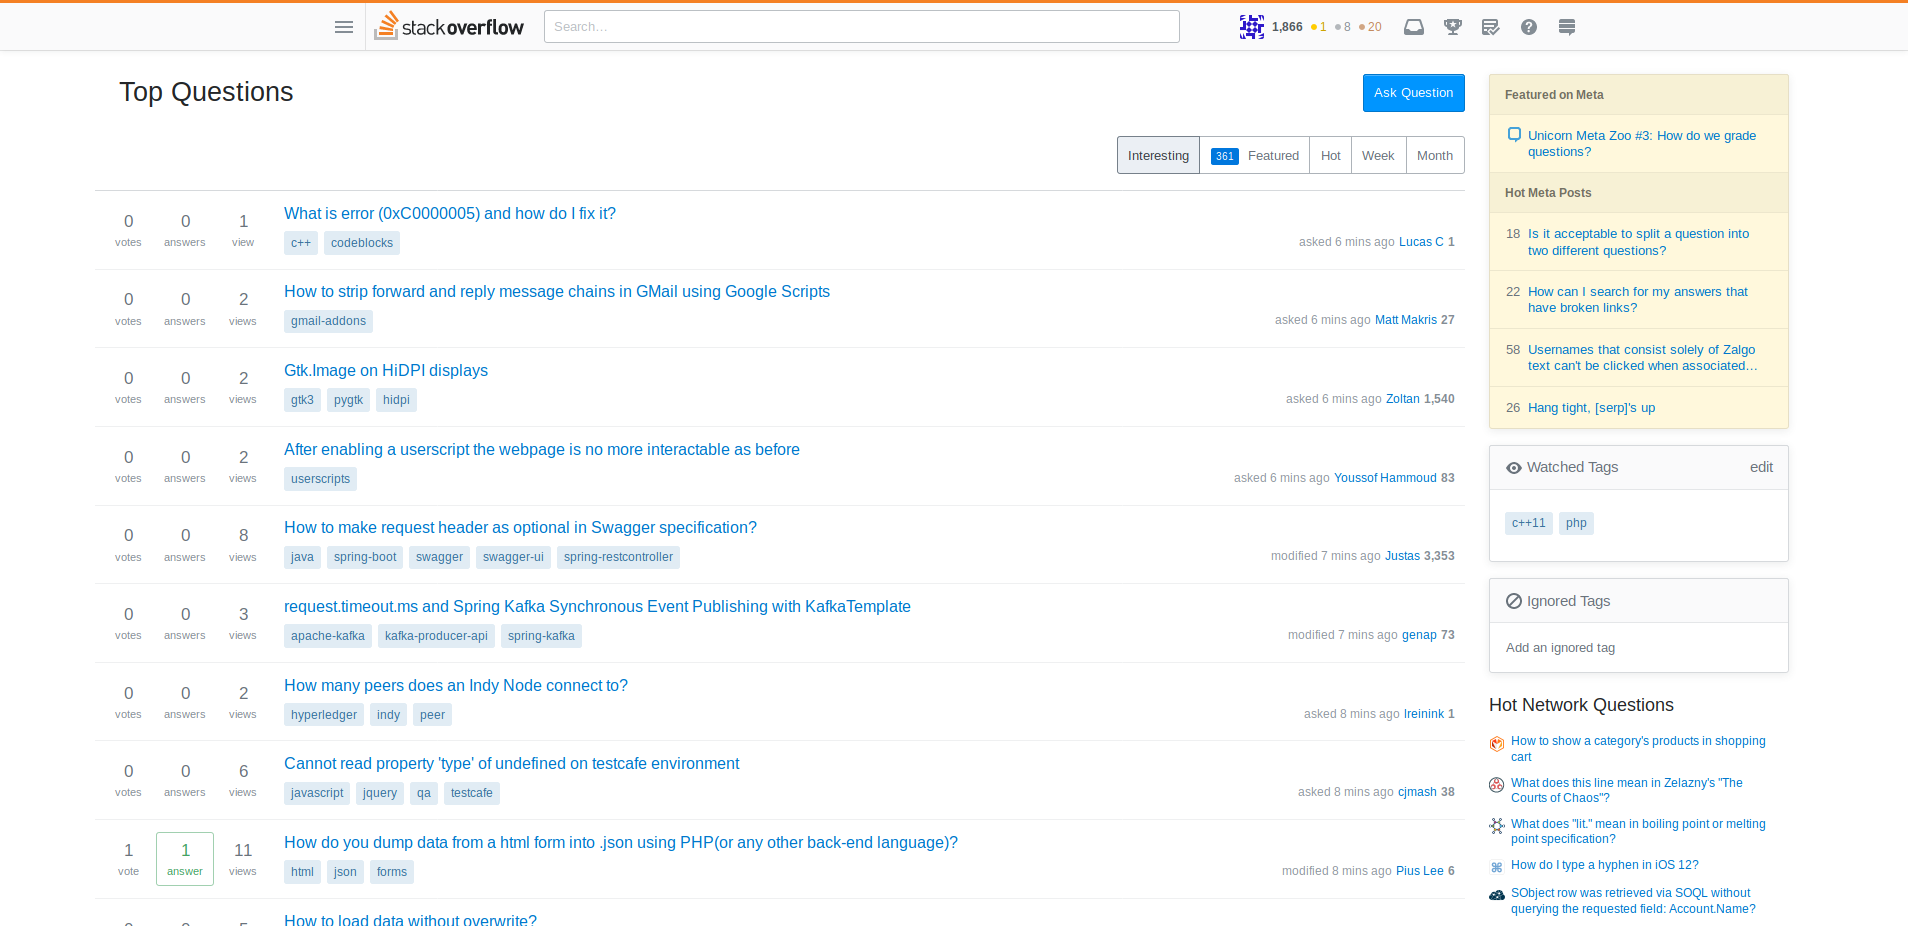 stackoverflow
Search...
1,866 1 8 20
Top Questions
Ask Question
Interesting 361 Featured Hot Week Month
0 votes 0 answers 1 view
What is error (0xC0000005) and how do I fix it?
c++ codeblocks
asked 6 mins ago Lucas C 1
0 votes 0 answers 2 views
How to strip forward and reply message chains in GMail using Google Scripts
gmail-addons
asked 6 mins ago Matt Makris 27
0 votes 0 answers 2 views
Gtk.Image on HiDPI displays
gtk3 pygtk hidpi
asked 6 mins ago Zoltan 1,540
0 votes 0 answers 2 views
After enabling a userscript the webpage is no more interactable as before
userscripts
asked 6 mins ago Youssof Hammoud 83
0 votes 0 answers 8 views
How to make request header as optional in Swagger specification?
java spring-boot swagger swagger-ui spring-restcontroller
modified 7 mins ago Justas 3,353
0 votes 0 answers 3 views
request.timeout.ms and Spring Kafka Synchronous Event Publishing with KafkaTemplate
apache-kafka kafka-producer-api spring-kafka
modified 7 mins ago genap 73
0 votes 0 answers 2 views
How many peers does an Indy Node connect to?
hyperledger indy peer
asked 8 mins ago lreinink 1
0 votes 0 answers 6 views
Cannot read property 'type' of undefined on testcafe environment
javascript jquery qa testcafe
asked 8 mins ago cjmash 38
1 vote 1 answer 11 views
How do you dump data from a html form into .json using PHP(or any other back-end language)?
html json forms
modified 8 mins ago Pius Lee 6
How to load data without overwrite?
Featured on Meta
Unicorn Meta Zoo #3: How do we grade
questions?
Hot Meta Posts
18 Is it acceptable to split a question into
two different questions?
22 How can I search for my answers that
have broken links?
58 Usernames that consist solely of Zalgo
text can't be clicked when associated...
26 Hang tight, [serp]'s up
Watched Tags edit
c++11 php
Ignored Tags
Add an ignored tag
Hot Network Questions
How to show a category's products in shopping
cart
What does this line mean in Zelazny's "The
Courts of Chaos"?
What does "lit." mean in boiling point or melting
point specification?
How do I type a hyphen in iOS 12?
SObject row was retrieved via SOQL without
querying the requested field: Account.Name?